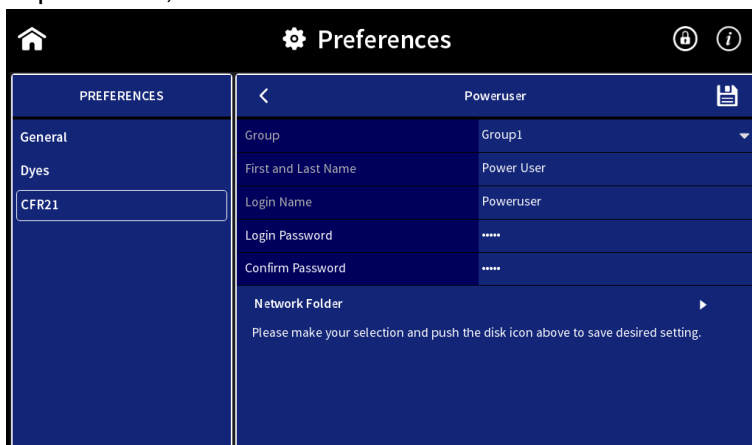 Preferences
PREFERENCES
General
Dyes
CFR21
Poweruser
Group Group1
First and Last Name Power User
Login Name Poweruser
Login Password •••••
Confirm Password •••••
Network Folder
Please make your selection and push the disk icon above to save desired setting.